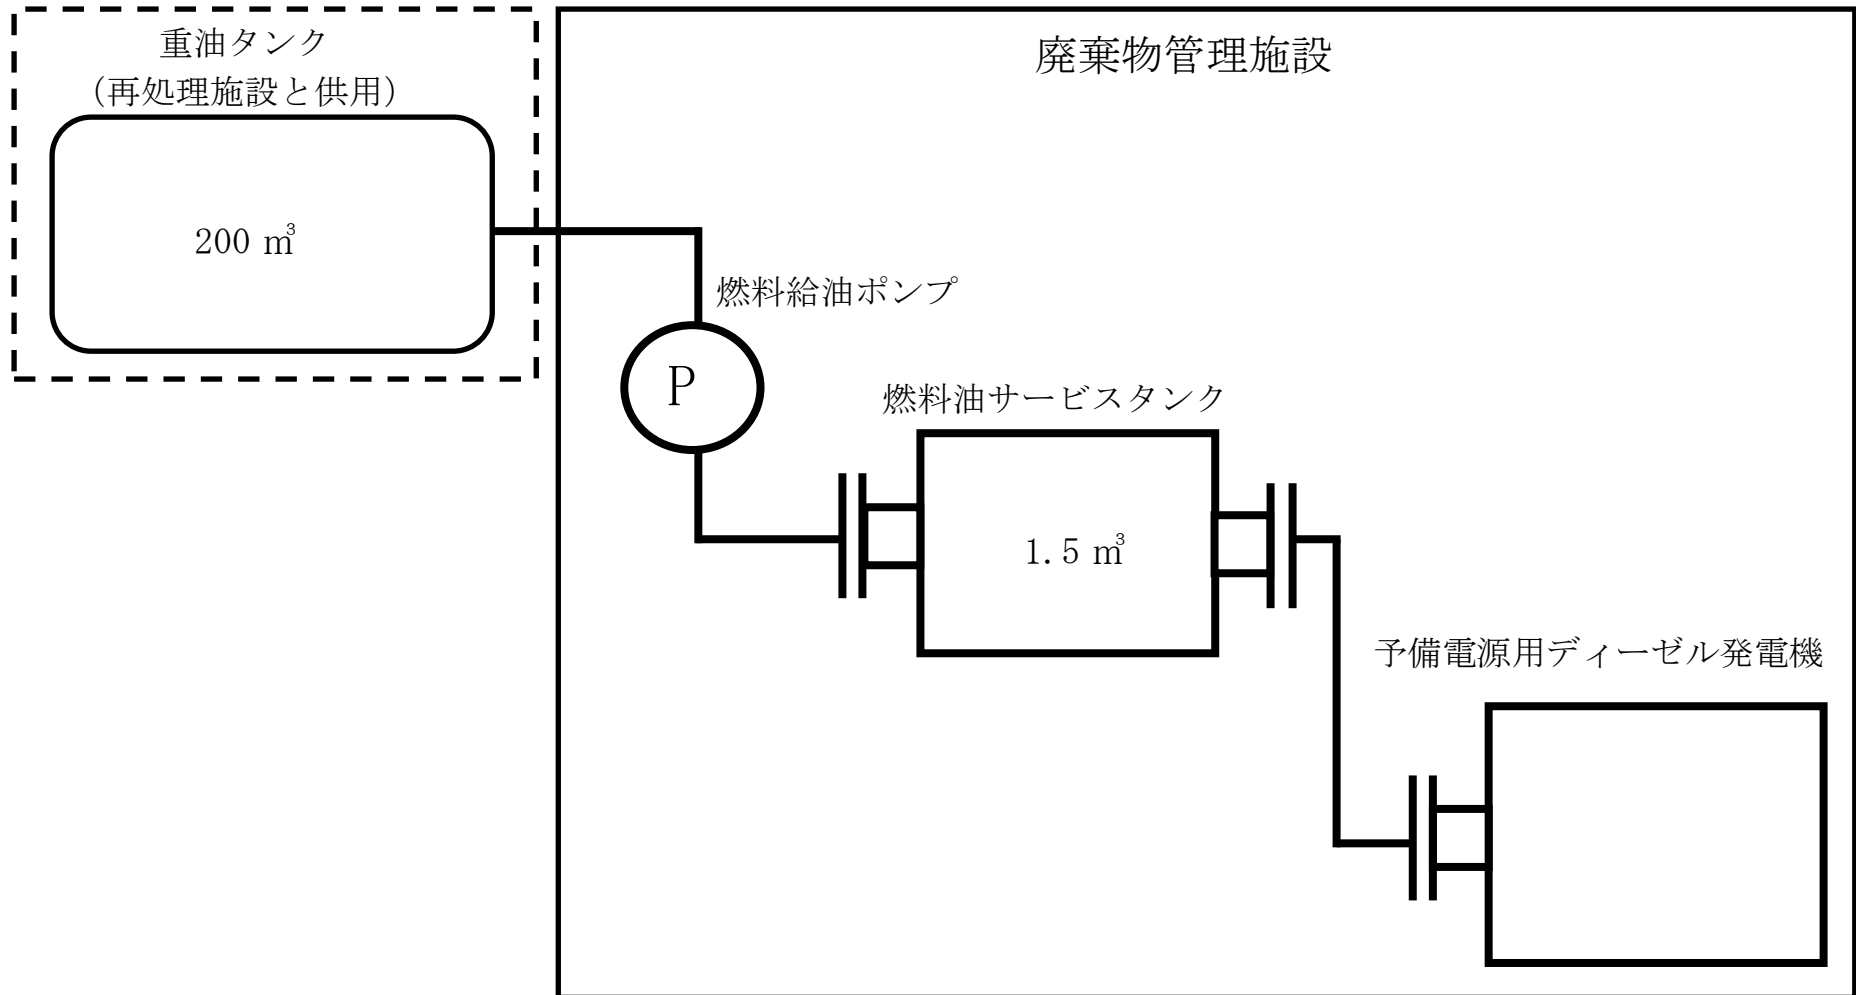 重油タンク
（再処理施設と供用）
200 ㎥
廃棄物管理施設
燃料給油ポンプ
P
燃料油サービスタンク
1.5 ㎥
予備電源用ディーゼル発電機